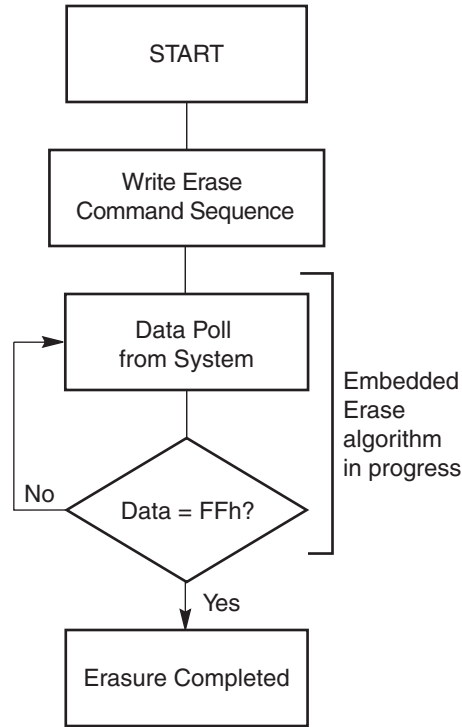 START
Write Erase
Command Sequence
Data Poll
from System
Embedded
Erase
algorithm
in progress
No
Data = FFh?
Yes
Erasure Completed